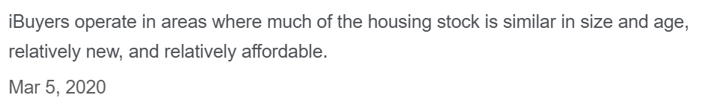 iBuyers operate in areas where much of the housing stock is similar in size and age,
relatively new, and relatively affordable.
Mar 5, 2020